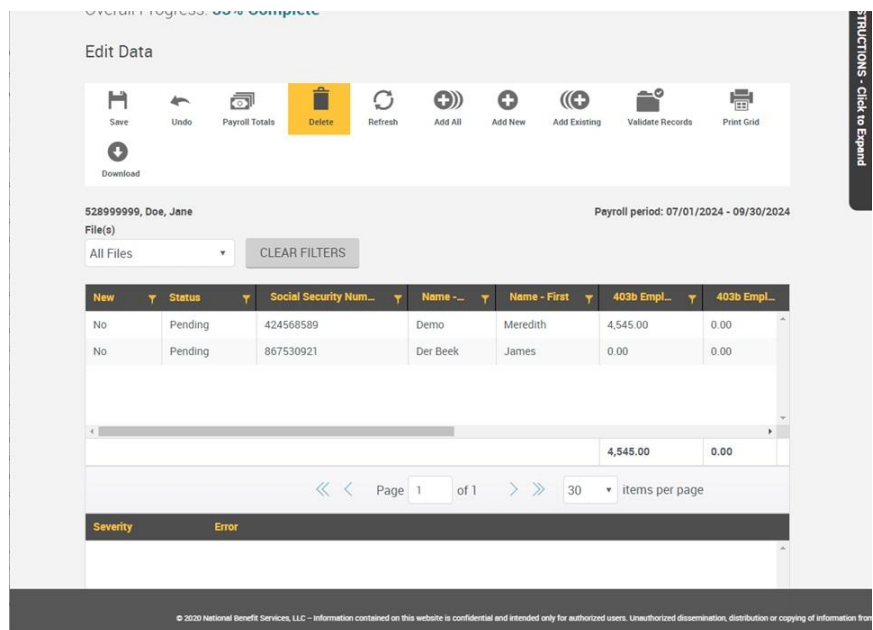 Overall Progress: 33% Complete
Edit Data
Save Undo Payroll Totals Delete Refresh Add All Add New Add Existing Validate Records Print Grid
Download
528999999, Doe, Jane Payroll period: 07/01/2024 - 09/30/2024
File(s)
All Files CLEAR FILTERS
New Status Social Security Num... Name -... Name - First 403b Empl... 403b Empl...
No Pending 424568589 Demo Meredith 4,545.00 0.00
No Pending 867530921 Der Beek James 0.00 0.00
4,545.00 0.00
Page 1 of 1 30 items per page
Severity Error
© 2020 National Benefit Services, LLC – Information contained on this website is confidential and intended only for authorized users. Unauthorized dissemination, distribution or copying of information from
STRUCTIONS - Click to Expand